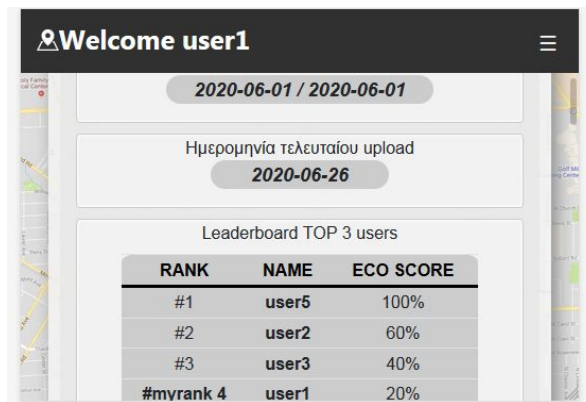 Welcome user1
2020-06-01 / 2020-06-01
Ημερομηνία τελευταίου upload
2020-06-26
Leaderboard TOP 3 users
RANK NAME ECO SCORE
#1 user5 100%
#2 user2 60%
#3 user3 40%
#myrank 4 user1 20%